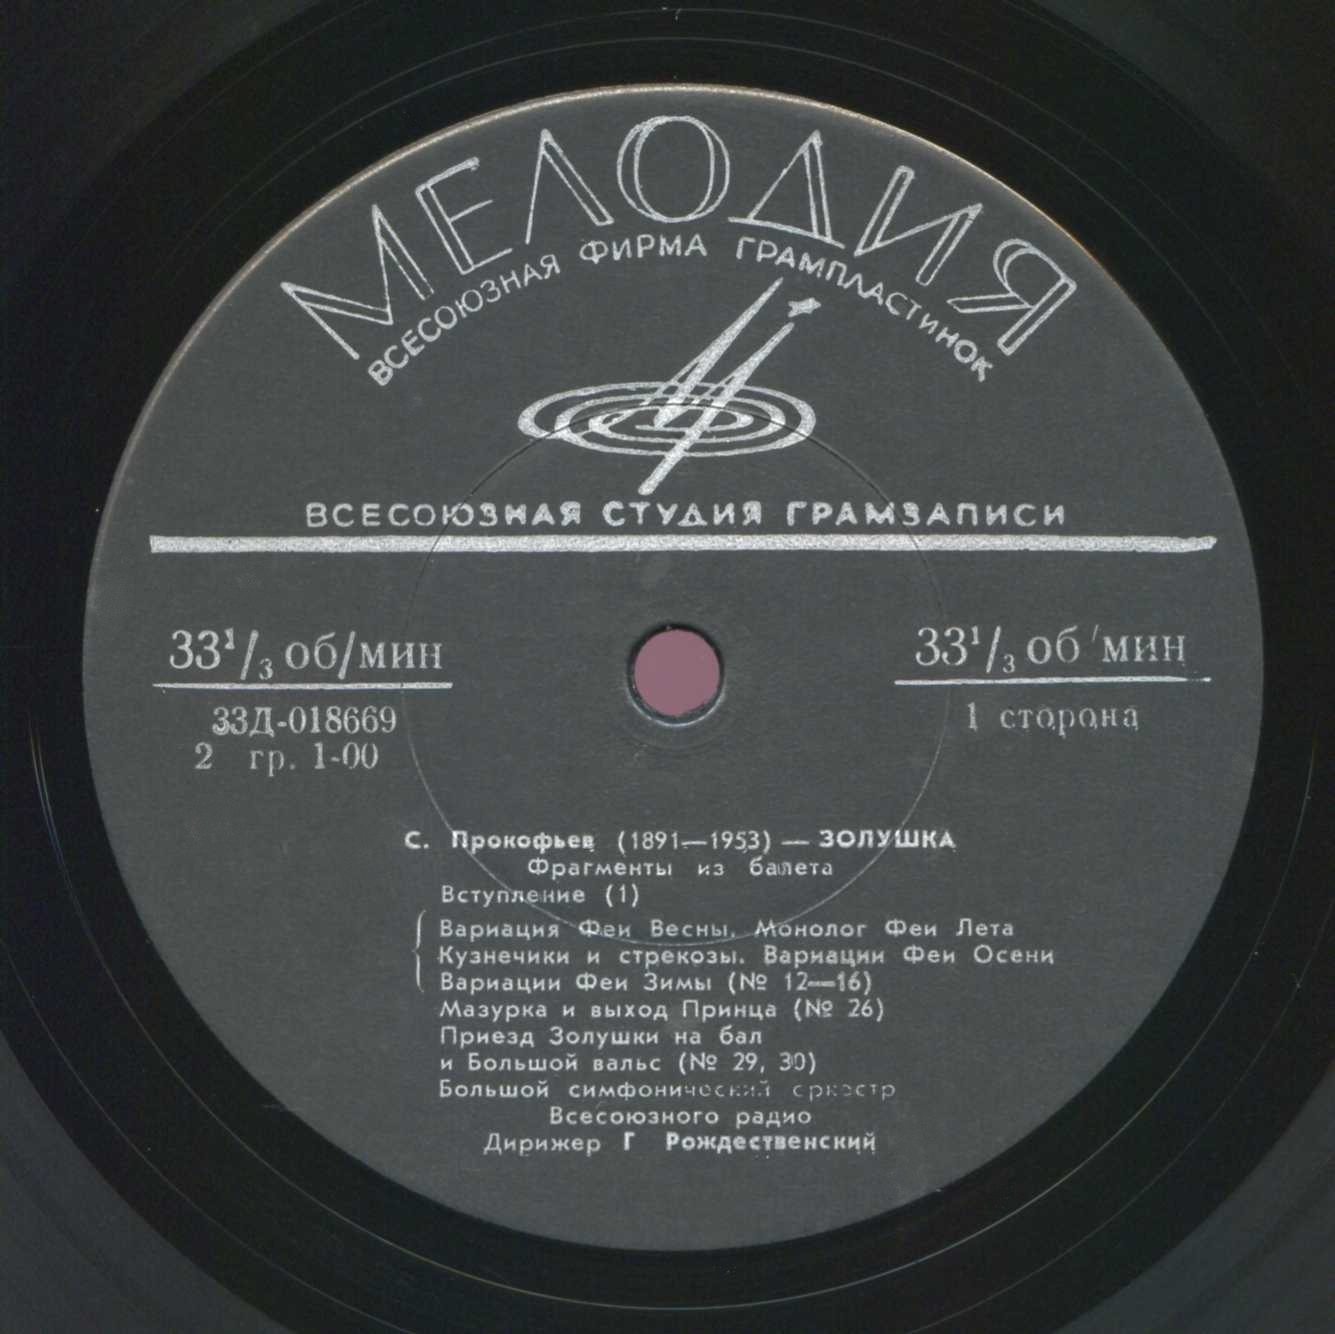 МЕЛОДИЯ
ВСЕСОЮЗНАЯ ФИРМА ГРАМПЛАСТИНОК
ВСЕСОЮЗНАЯ СТУДИЯ ГРАМЗАПИСИ
33¹/₃ об/мин
33Д-018669
2 гр. 1-00
33¹/₃ об/мин
1 сторона
С. Прокофьев (1891—1953) — ЗОЛУШКА
Фрагменты из балета
Вступление (1)
Вариация Феи Весны. Монолог Феи Лета
Кузнечики и стрекозы. Вариации Феи Осени
Вариации Феи Зимы (№ 12—16)
Мазурка и выход Принца (№ 26)
Приезд Золушки на бал
и Большой вальс (№ 29, 30)
Большой симфонический оркестр
Всесоюзного радио
Дирижер Г Рождественский